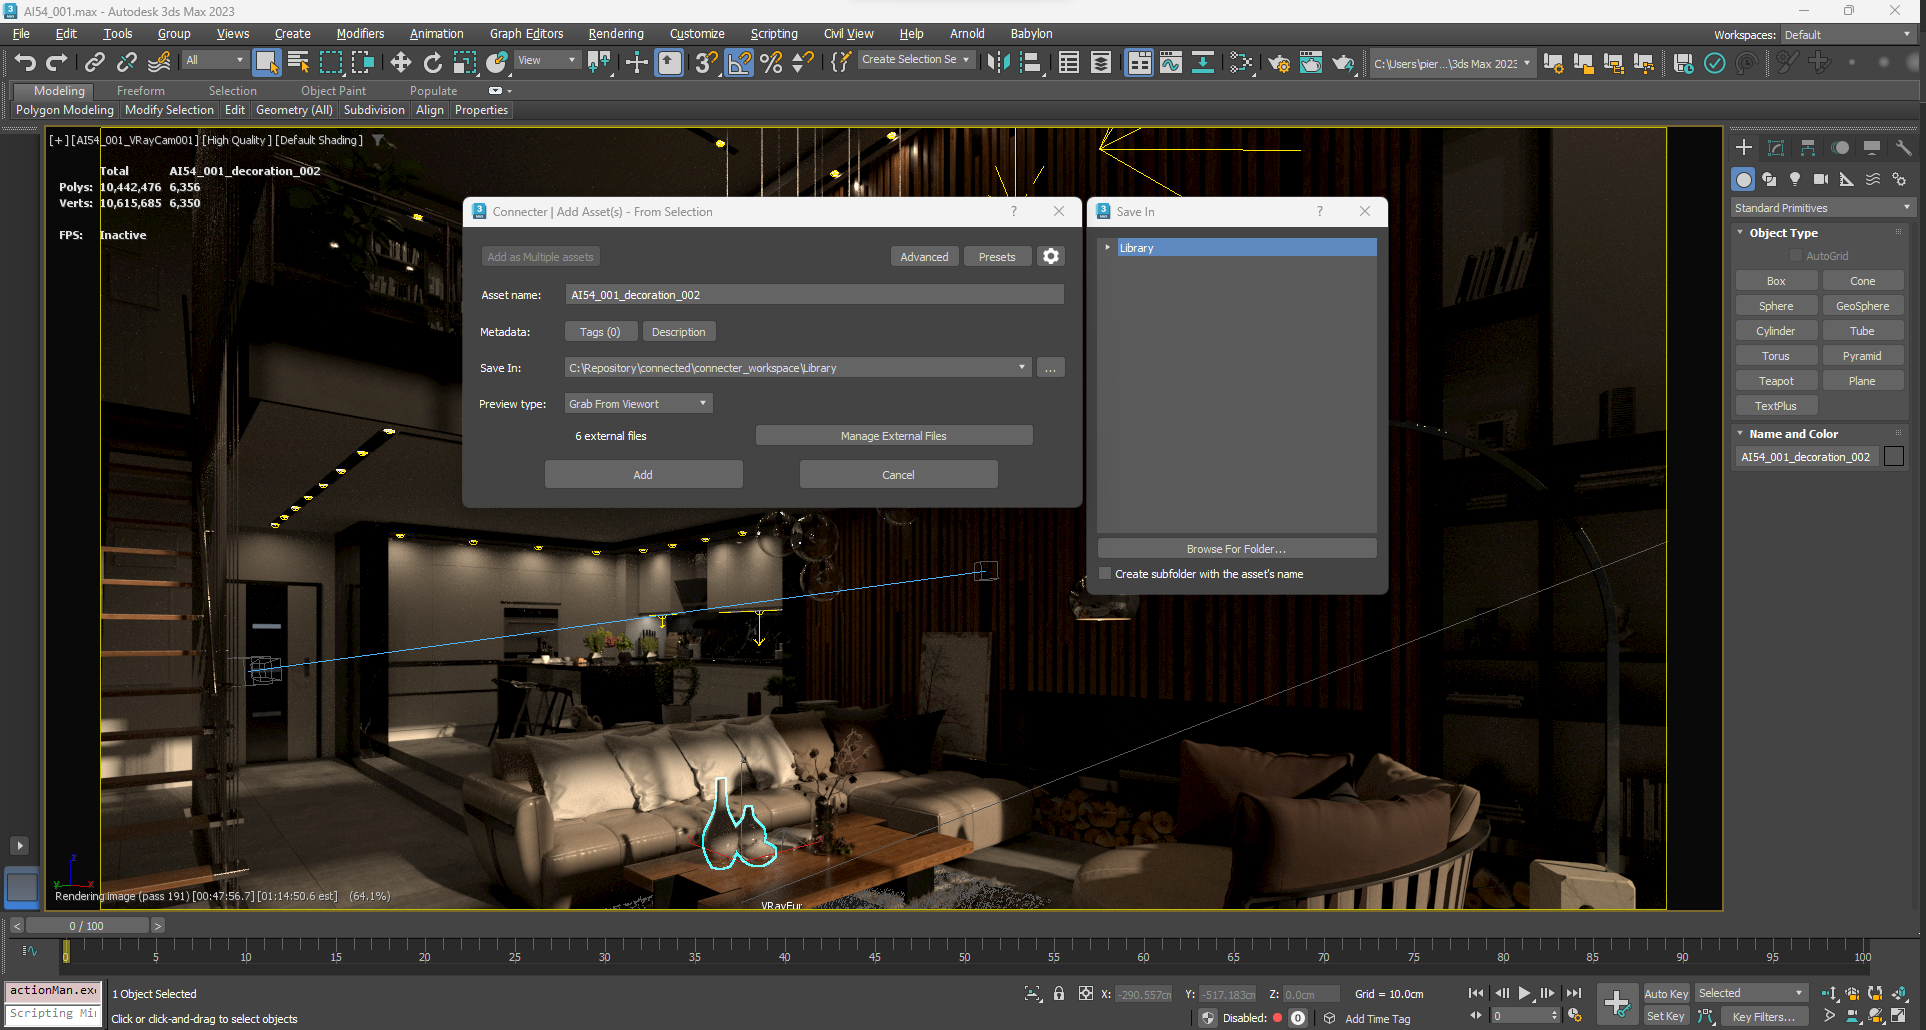 AI54_001.max - Autodesk 3ds Max 2023
File Edit Tools Group Views Create Modifiers Animation Graph Editors Rendering Customize Scripting Civil View Help Arnold Babylon
Workspaces: Default
All View Create Selection Se C:\Users\pier...\3ds Max 2023
Modeling Freeform Selection Object Paint Populate
Polygon Modeling Modify Selection Edit Geometry (All) Subdivision Align Properties
[+][AI54_001_VRayCam001] [High Quality ] [Default Shading ]
Total AI54_001_decoration_002
Polys: 10,442,476 6,356
Verts: 10,615,685 6,350
FPS: Inactive
Connecter | Add Asset(s) - From Selection ?
Add as Multiple assets Advanced Presets
Asset name: AI54_001_decoration_002
Metadata: Tags (0) Description
Save In: C:\Repository\connected\connecter_workspace\Library ...
Preview type: Grab From Viewort
6 external files Manage External Files
Add Cancel
Save In ?
Library
Browse For Folder...
Create subfolder with the asset's name
Standard Primitives
Object Type
AutoGrid
Box Cone
Sphere GeoSphere
Cylinder Tube
Torus Pyramid
Teapot Plane
TextPlus
Name and Color
AI54_001_decoration_002
z
y x
Rendering image (pass 191) [00:47:56.7] [01:14:50.6 est] (64.1%)
VRayFur
< 0 / 100 >
0 5 10 15 20 25 30 35 40 45 50 55 60 65 70 75 80 85 90 95 100
actionMan.exe
Scripting Mi
1 Object Selected
Click or click-and-drag to select objects
X: -290.557cm Y: -517.183cm Z: 0.0cm Grid = 10.0cm
Disabled: 0 Add Time Tag
0
Auto Key Selected
Set Key Key Filters...